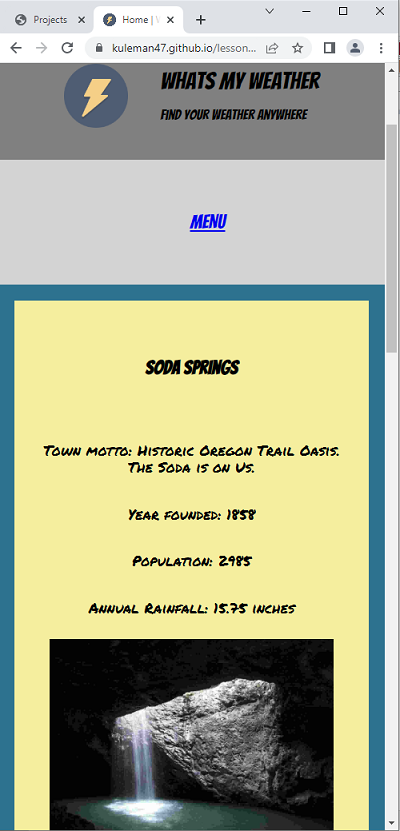 Projects
Home | W
kuleman47.github.io/lesson...
WHATS MY WEATHER
FIND YOUR WEATHER ANYWHERE
MENU
SODA SPRINGS
Town motto: Historic Oregon Trail Oasis.
The Soda is on Us.
Year founded: 1858
Population: 2985
Annual Rainfall: 15.75 inches